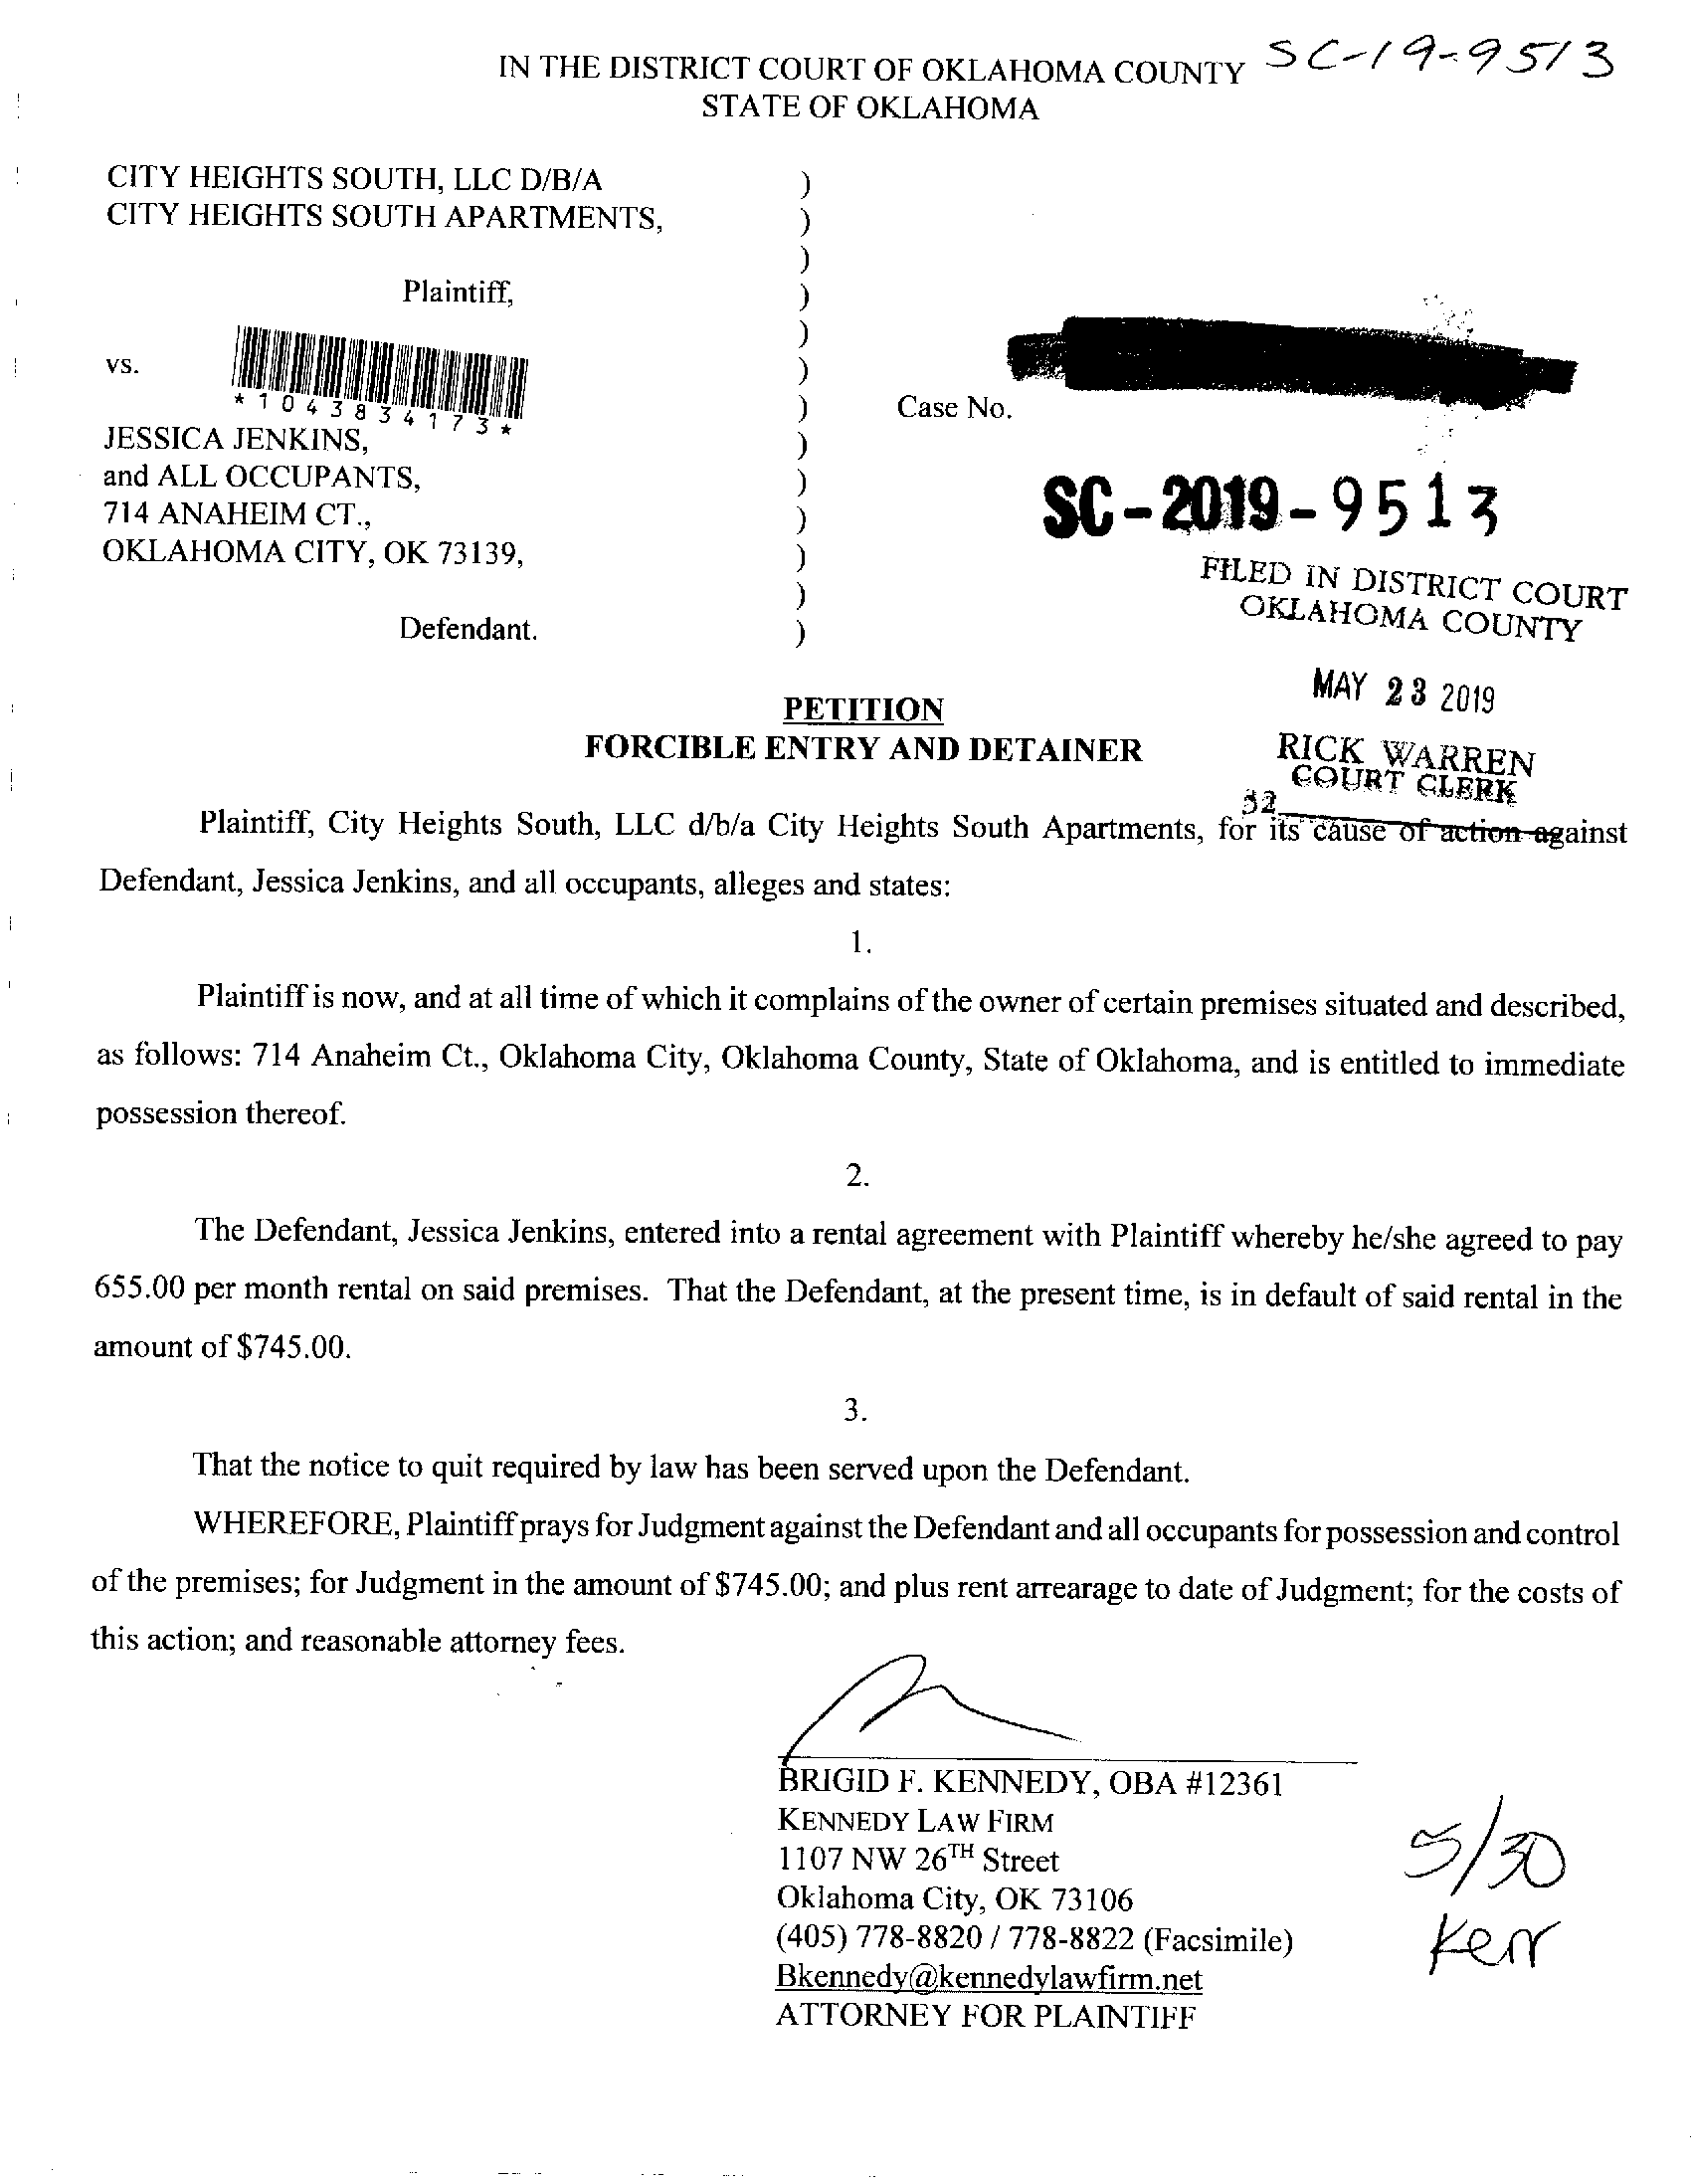 IN THE DISTRICT COURT OF OKLAHOMA COUNTY SC-19-9513
STATE OF OKLAHOMA
CITY HEIGHTS SOUTH, LLC D/B/A )
CITY HEIGHTS SOUTH APARTMENTS, )
)
Plaintiff, )
)
vs. )
*1043834173*
Case No. )
JESSICA JENKINS, )
and ALL OCCUPANTS, )
714 ANAHEIM CT., )
OKLAHOMA CITY, OK 73139, )
)
Defendant. )
SC-2019-9513
FILED IN DISTRICT COURT
OKLAHOMA COUNTY
MAY 23 2019
RICK WARREN
COURT CLERK
32
PETITION
FORCIBLE ENTRY AND DETAINER
Plaintiff, City Heights South, LLC d/b/a City Heights South Apartments, for its cause of action against
Defendant, Jessica Jenkins, and all occupants, alleges and states:
1.
Plaintiff is now, and at all time of which it complains of the owner of certain premises situated and described,
as follows: 714 Anaheim Ct., Oklahoma City, Oklahoma County, State of Oklahoma, and is entitled to immediate
possession thereof.
2.
The Defendant, Jessica Jenkins, entered into a rental agreement with Plaintiff whereby he/she agreed to pay
655.00 per month rental on said premises. That the Defendant, at the present time, is in default of said rental in the
amount of $745.00.
3.
That the notice to quit required by law has been served upon the Defendant.
WHEREFORE, Plaintiff prays for Judgment against the Defendant and all occupants for possession and control
of the premises; for Judgment in the amount of $745.00; and plus rent arrearage to date of Judgment; for the costs of
this action; and reasonable attorney fees.
BRIGID F. KENNEDY, OBA #12361
KENNEDY LAW FIRM
1107 NW 26TH Street
Oklahoma City, OK 73106
(405) 778-8820 / 778-8822 (Facsimile)
Bkennedy@kennedylawfirm.net
ATTORNEY FOR PLAINTIFF
5/30
Kerr